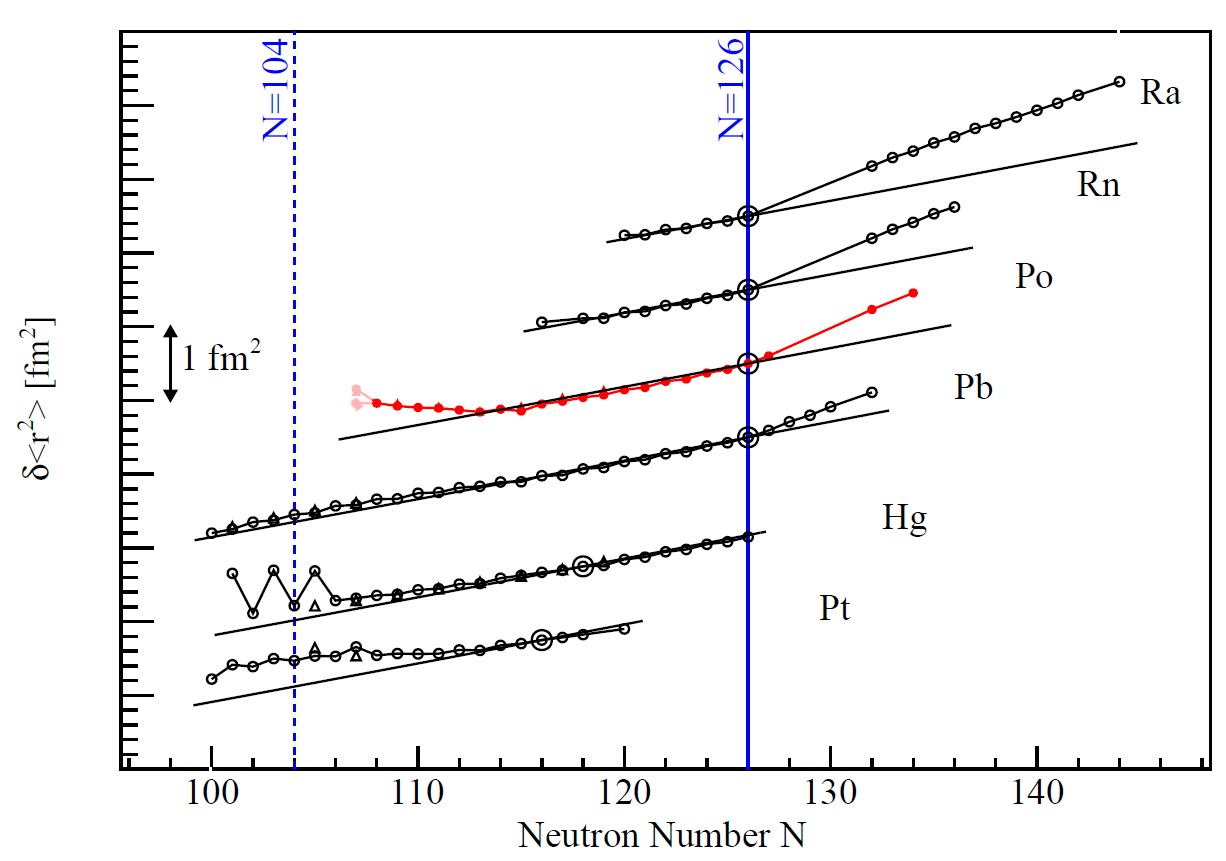 N=104
N=126
Ra
Rn
Po
Pb
Hg
Pt
1 fm²
δ<r²> [fm²]
100 110 120 130 140
Neutron Number N